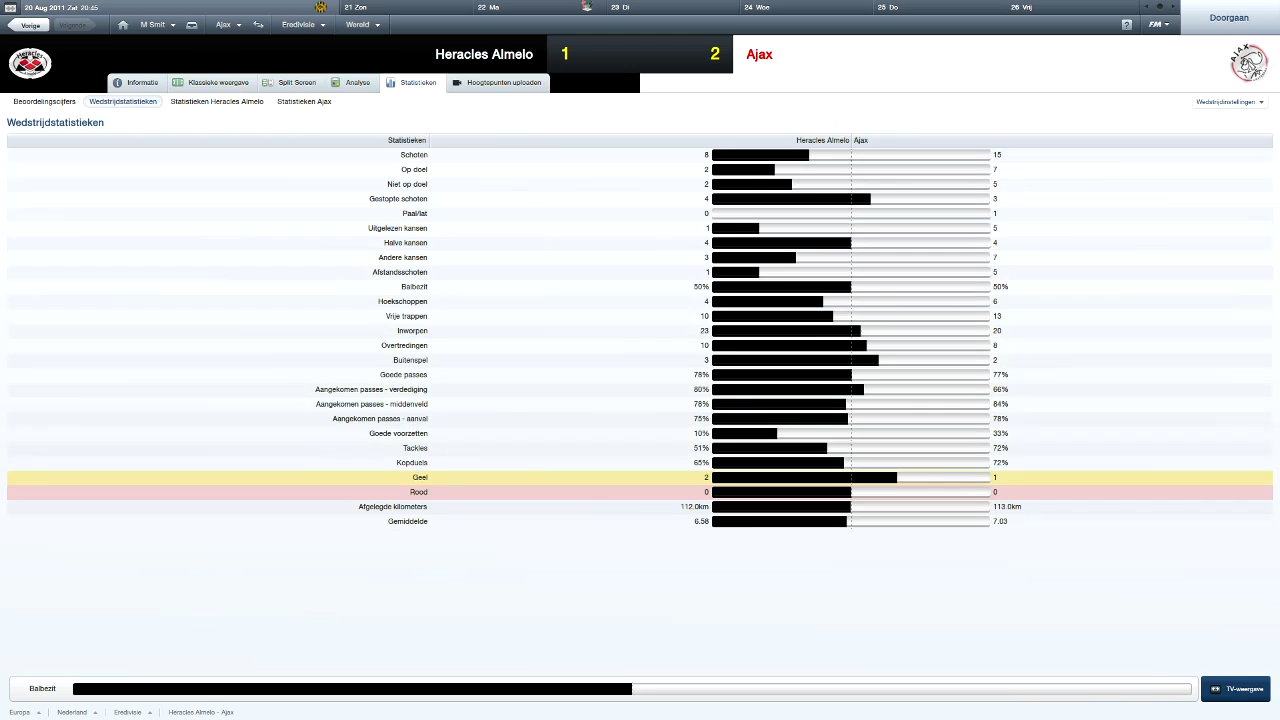 20 Aug 2011 Zat 20:45 21 Zon 22 Ma 23 Di 24 Woe 25 Do 26 Vrij
Doorgaan
Vorige Volgende M Smit Ajax Eredivisie Wereld ? FM
Heracles Almelo 1 2 Ajax
Informatie Klassieke weergave Split Screen Analyse Statistieken Hoogtepunten uploaden
Beoordelingscijfers Wedstrijdstatistieken Statistieken Heracles Almelo Statistieken Ajax Wedstrijdinstellingen
Wedstrijdstatistieken
Statistieken Heracles Almelo Ajax
Schoten 8 15
Op doel 2 7
Niet op doel 2 5
Gestopte schoten 4 3
Paal/lat 0 1
Uitgelezen kansen 1 5
Halve kansen 4 4
Andere kansen 3 7
Afstandsschoten 1 5
Balbezit 50% 50%
Hoekschoppen 4 6
Vrije trappen 10 13
Inworpen 23 20
Overtredingen 10 8
Buitenspel 3 2
Goede passes 78% 77%
Aangekomen passes - verdediging 80% 66%
Aangekomen passes - middenveld 78% 84%
Aangekomen passes - aanval 75% 78%
Goede voorzetten 10% 33%
Tackles 51% 72%
Kopduels 65% 72%
Geel 2 1
Rood 0 0
Afgelegde kilometers 112.0km 113.0km
Gemiddelde 6.58 7.03
Balbezit TV-weergave
Europa Nederland Eredivisie Heracles Almelo - Ajax